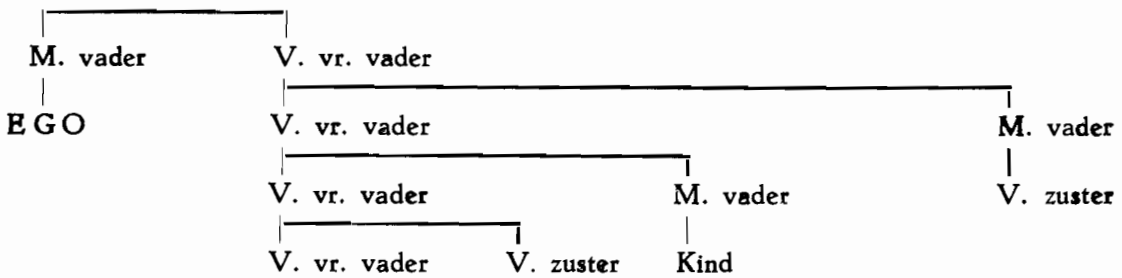 M. vader V. vr. vader
EGO V. vr. vader M. vader
V. vr. vader M. vader V. zuster
V. vr. vader V. zuster Kind